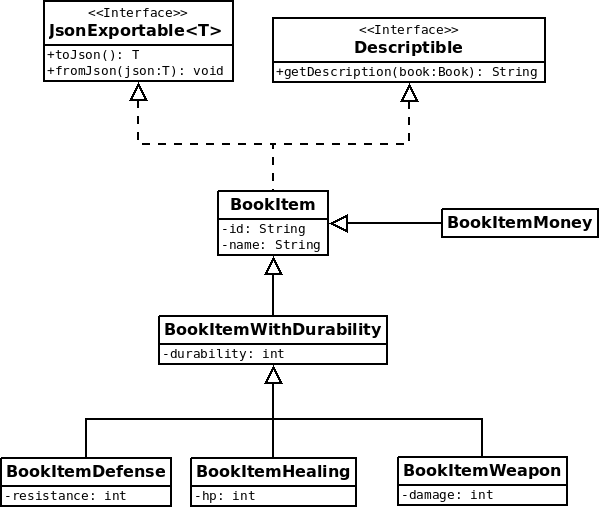 <<Interface>>
JsonExportable<T>
+toJson(): T
+fromJson(json:T): void
<<Interface>>
Descriptible
+getDescription(book:Book): String
BookItem
-id: String
-name: String
BookItemMoney
BookItemWithDurability
-durability: int
BookItemDefense
-resistance: int
BookItemHealing
-hp: int
BookItemWeapon
-damage: int